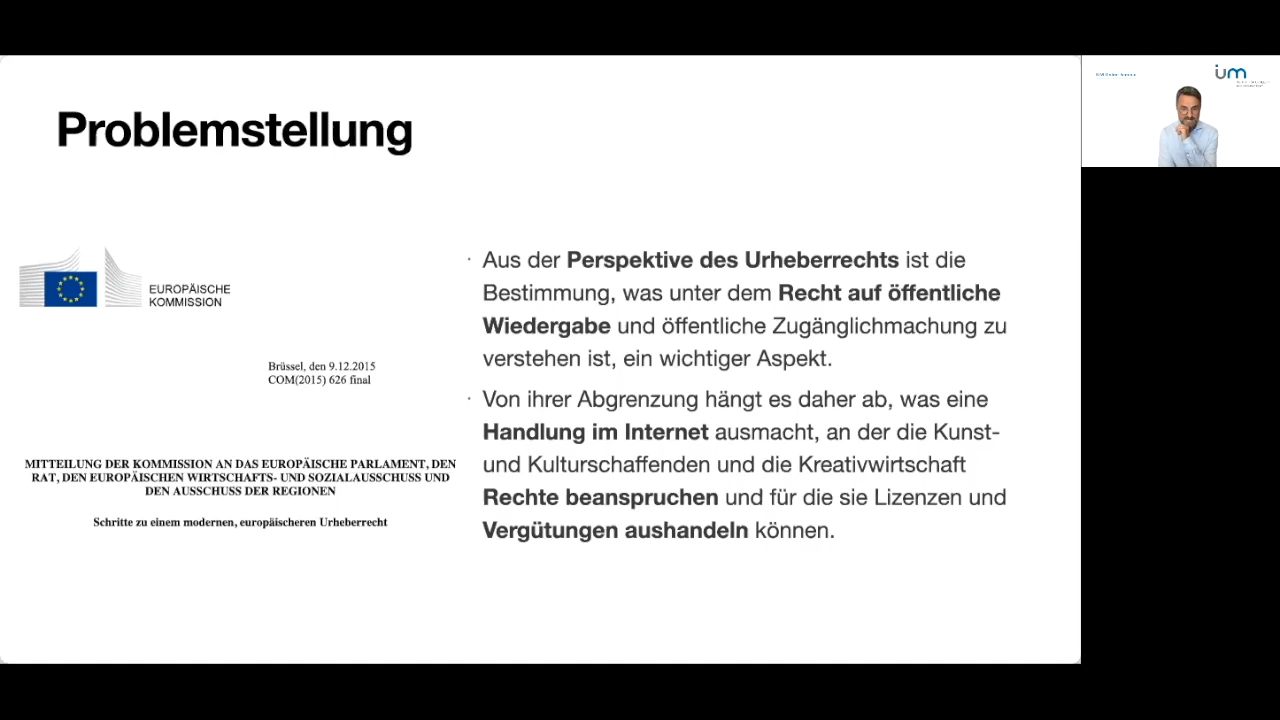 Problemstellung
EUROPÄISCHE
KOMMISSION
Brüssel, den 9.12.2015
COM(2015) 626 final
MITTEILUNG DER KOMMISSION AN DAS EUROPÄISCHE PARLAMENT, DEN
RAT, DEN EUROPÄISCHEN WIRTSCHAFTS- UND SOZIALAUSSCHUSS UND
DEN AUSSCHUSS DER REGIONEN
Schritte zu einem modernen, europäischeren Urheberrecht
· Aus der Perspektive des Urheberrechts ist die
Bestimmung, was unter dem Recht auf öffentliche
Wiedergabe und öffentliche Zugänglichmachung zu
verstehen ist, ein wichtiger Aspekt.
· Von ihrer Abgrenzung hängt es daher ab, was eine
Handlung im Internet ausmacht, an der die Kunst-
und Kulturschaffenden und die Kreativwirtschaft
Rechte beanspruchen und für die sie Lizenzen und
Vergütungen aushandeln können.
ium